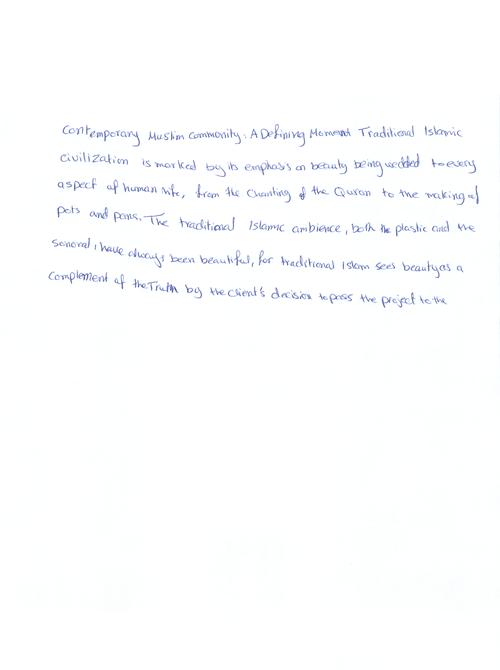 Contemporary Muslim Community: A Defining Moment Traditional Islamic
civilization is marked by its emphasis on beauty being wedded to every
aspect of human life, from the chanting of the Quran to the making of
pots and pans. The traditional Islamic ambience, both the plastic and the
sonoral, have always been beautiful, for traditional Islam sees beauty as a
complement of the Truth by the client's decision to pass the project to the